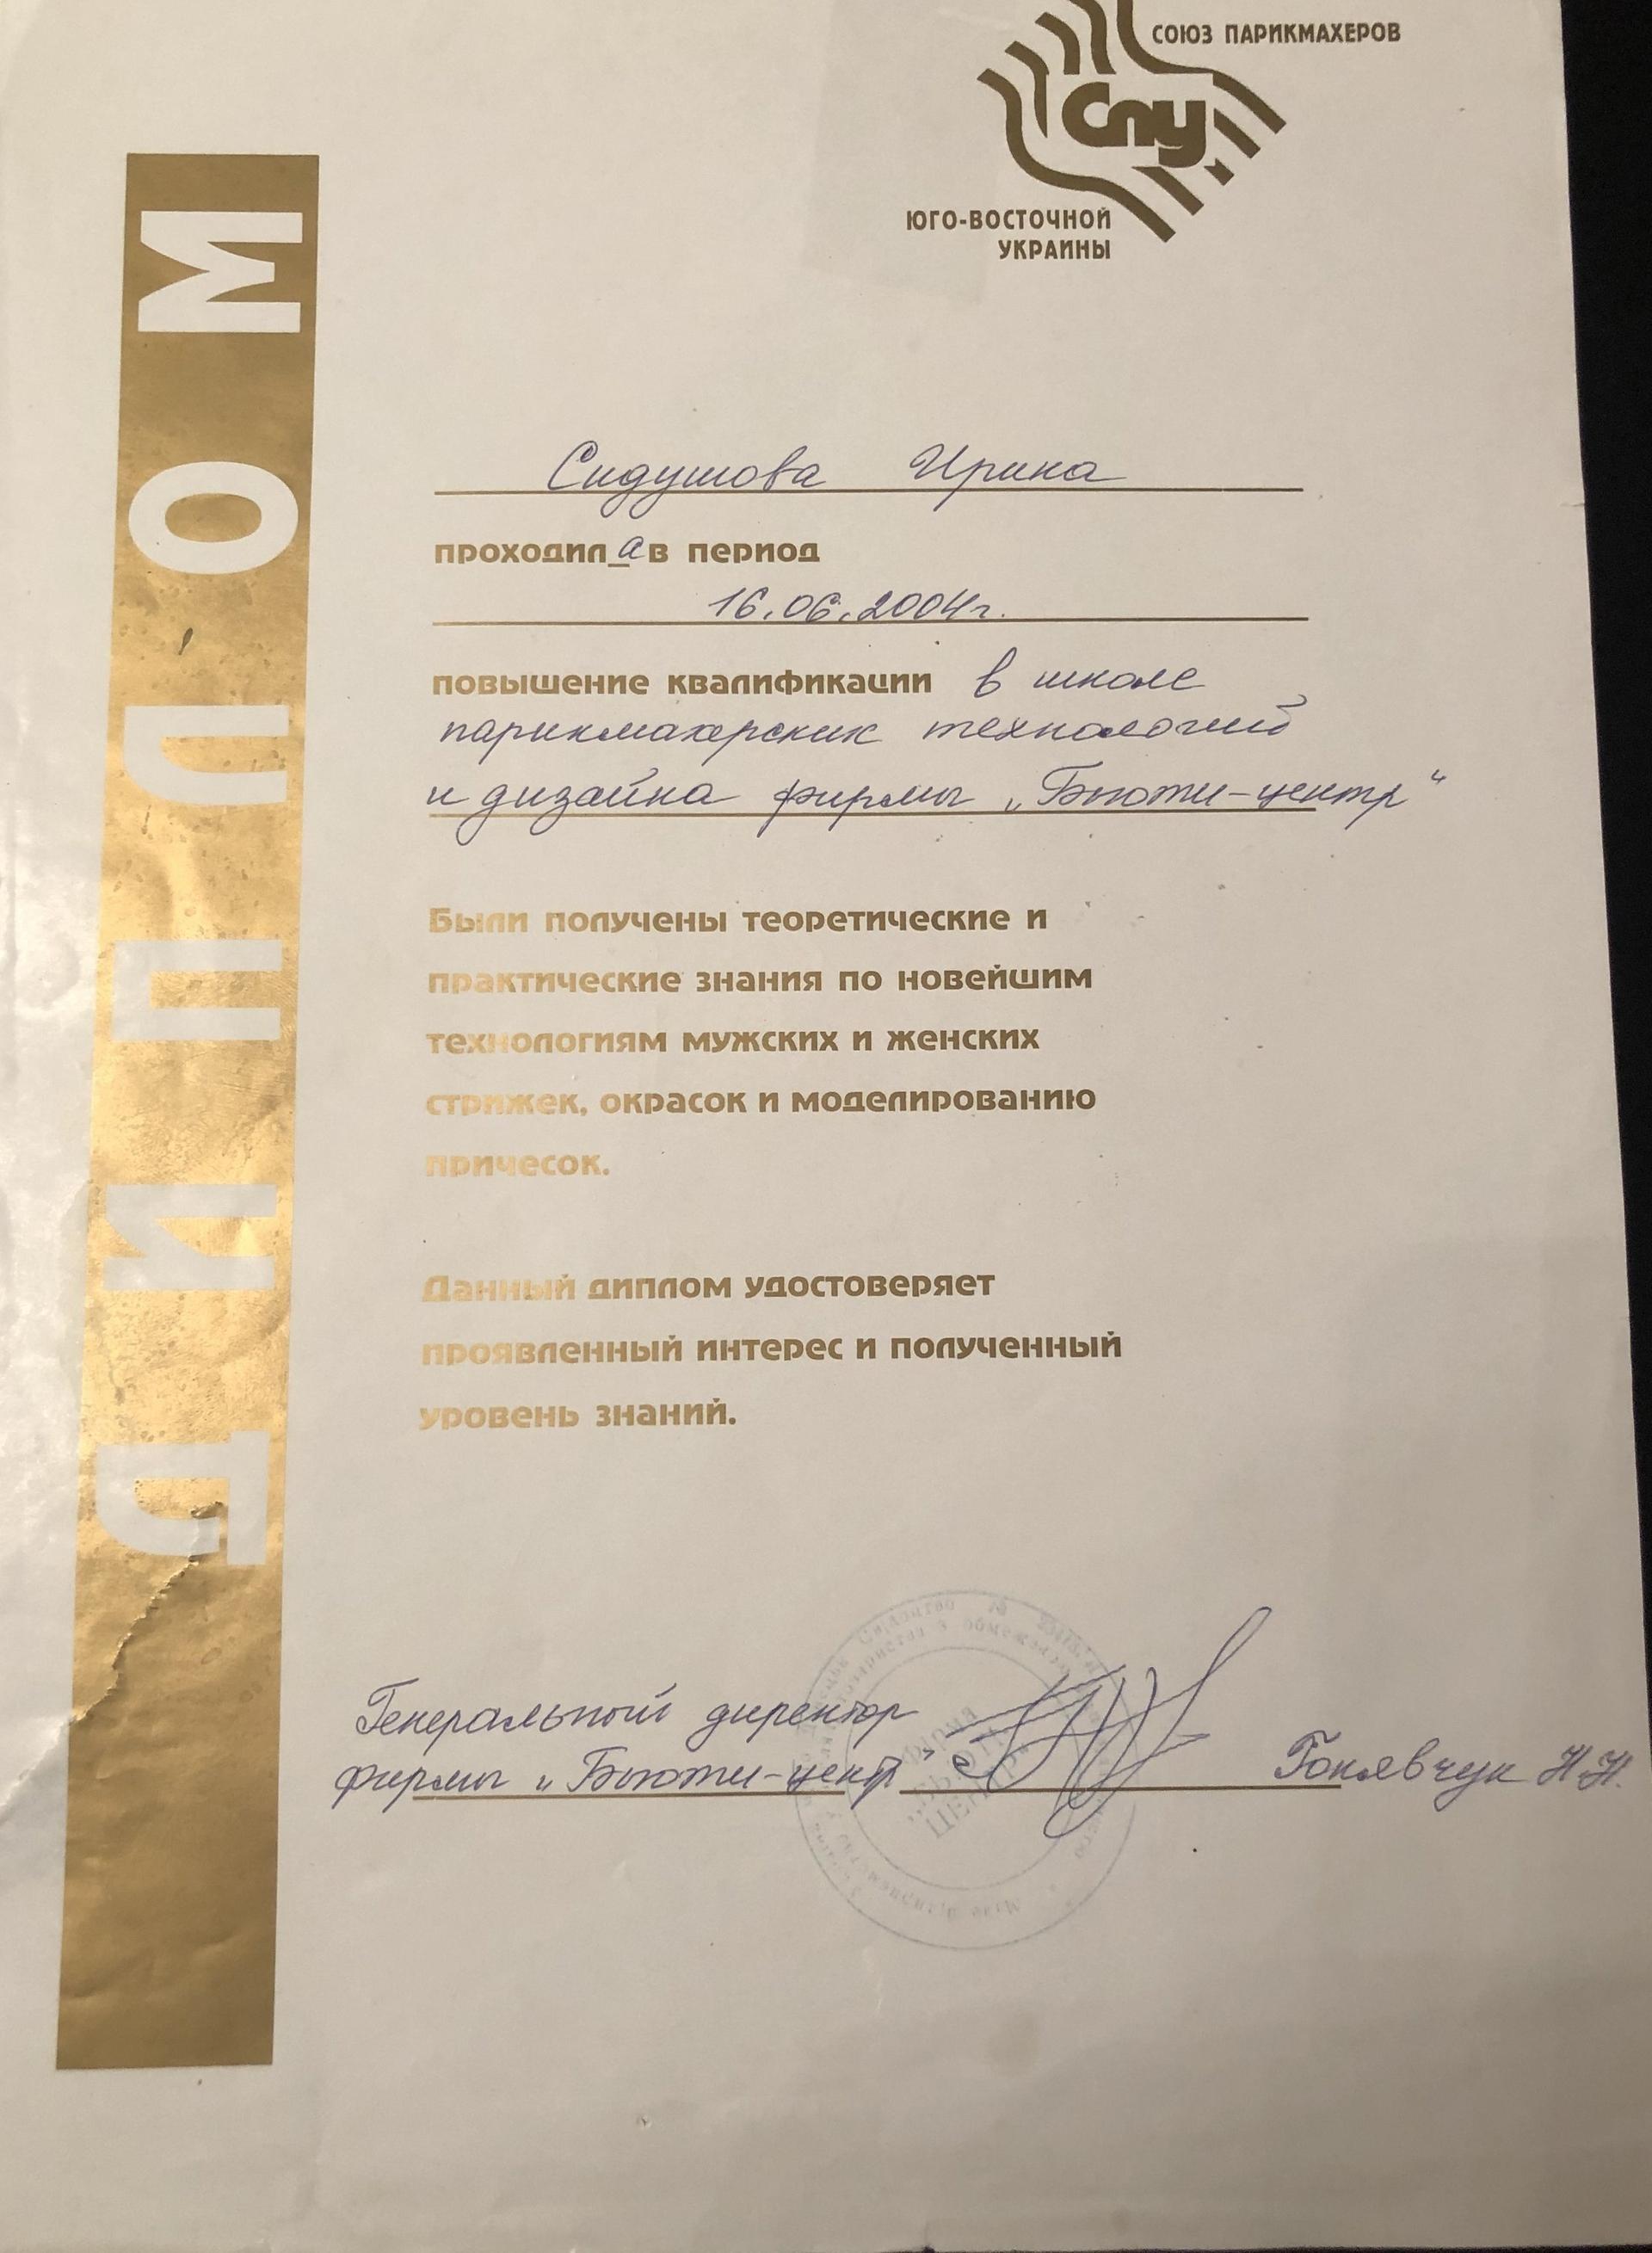 СОЮЗ ПАРИКМАХЕРОВ
СПУ
ЮГО-ВОСТОЧНОЙ
УКРАИНЫ
ДИПЛОМ
Сидушова Ирина
проходил а в период
16.06.2004г.
повышение квалификации в школе
парикмахерских технологий
и дизайна фирмы „Бьюти-центр“
Были получены теоретические и
практические знания по новейшим
технологиям мужских и женских
стрижек, окрасок и моделированию
причесок.
Данный диплом удостоверяет
проявленный интерес и полученный
уровень знаний.
Генеральный директор
фирмы „Бьюти-центр“ Гонявчук Н.Н.